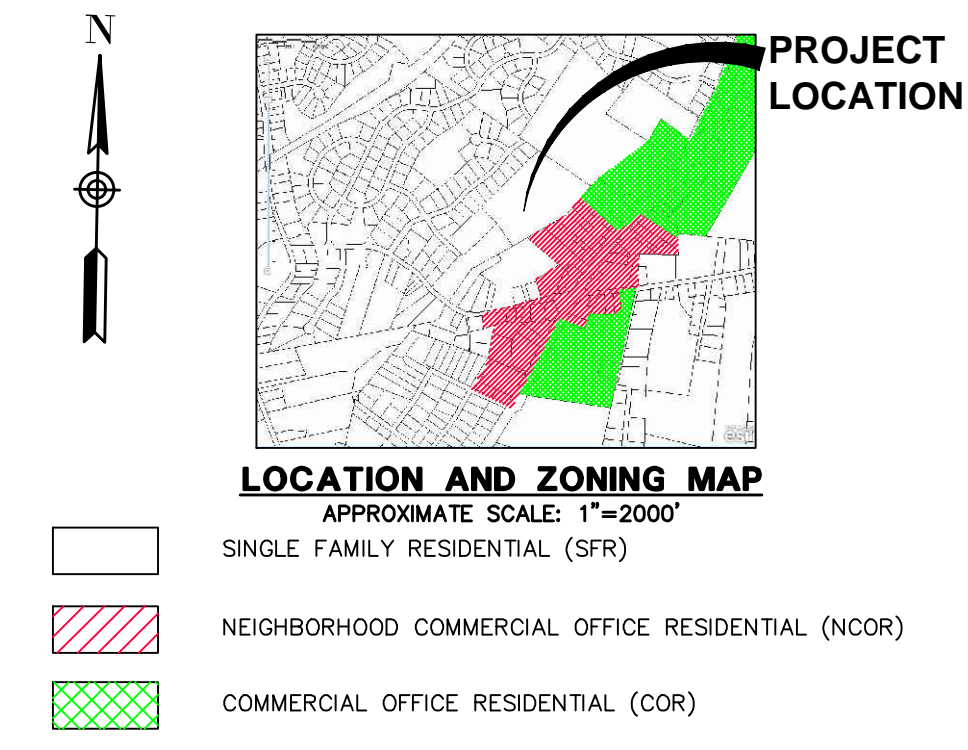 N
PROJECT
LOCATION
LOCATION AND ZONING MAP
APPROXIMATE SCALE: 1"=2000'
SINGLE FAMILY RESIDENTIAL (SFR)
NEIGHBORHOOD COMMERCIAL OFFICE RESIDENTIAL (NCOR)
COMMERCIAL OFFICE RESIDENTIAL (COR)